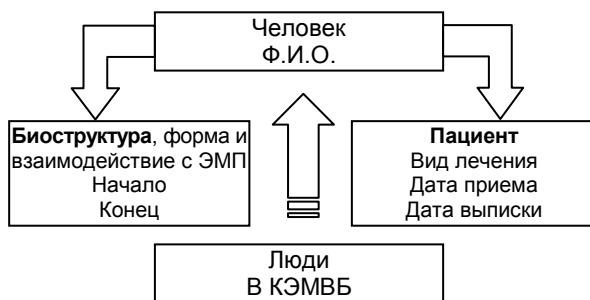 Человек
Ф.И.О.
Биоструктура, форма и
взаимодействие с ЭМП
Начало
Конец
Пациент
Вид лечения
Дата приема
Дата выписки
Люди
В КЭМВБ